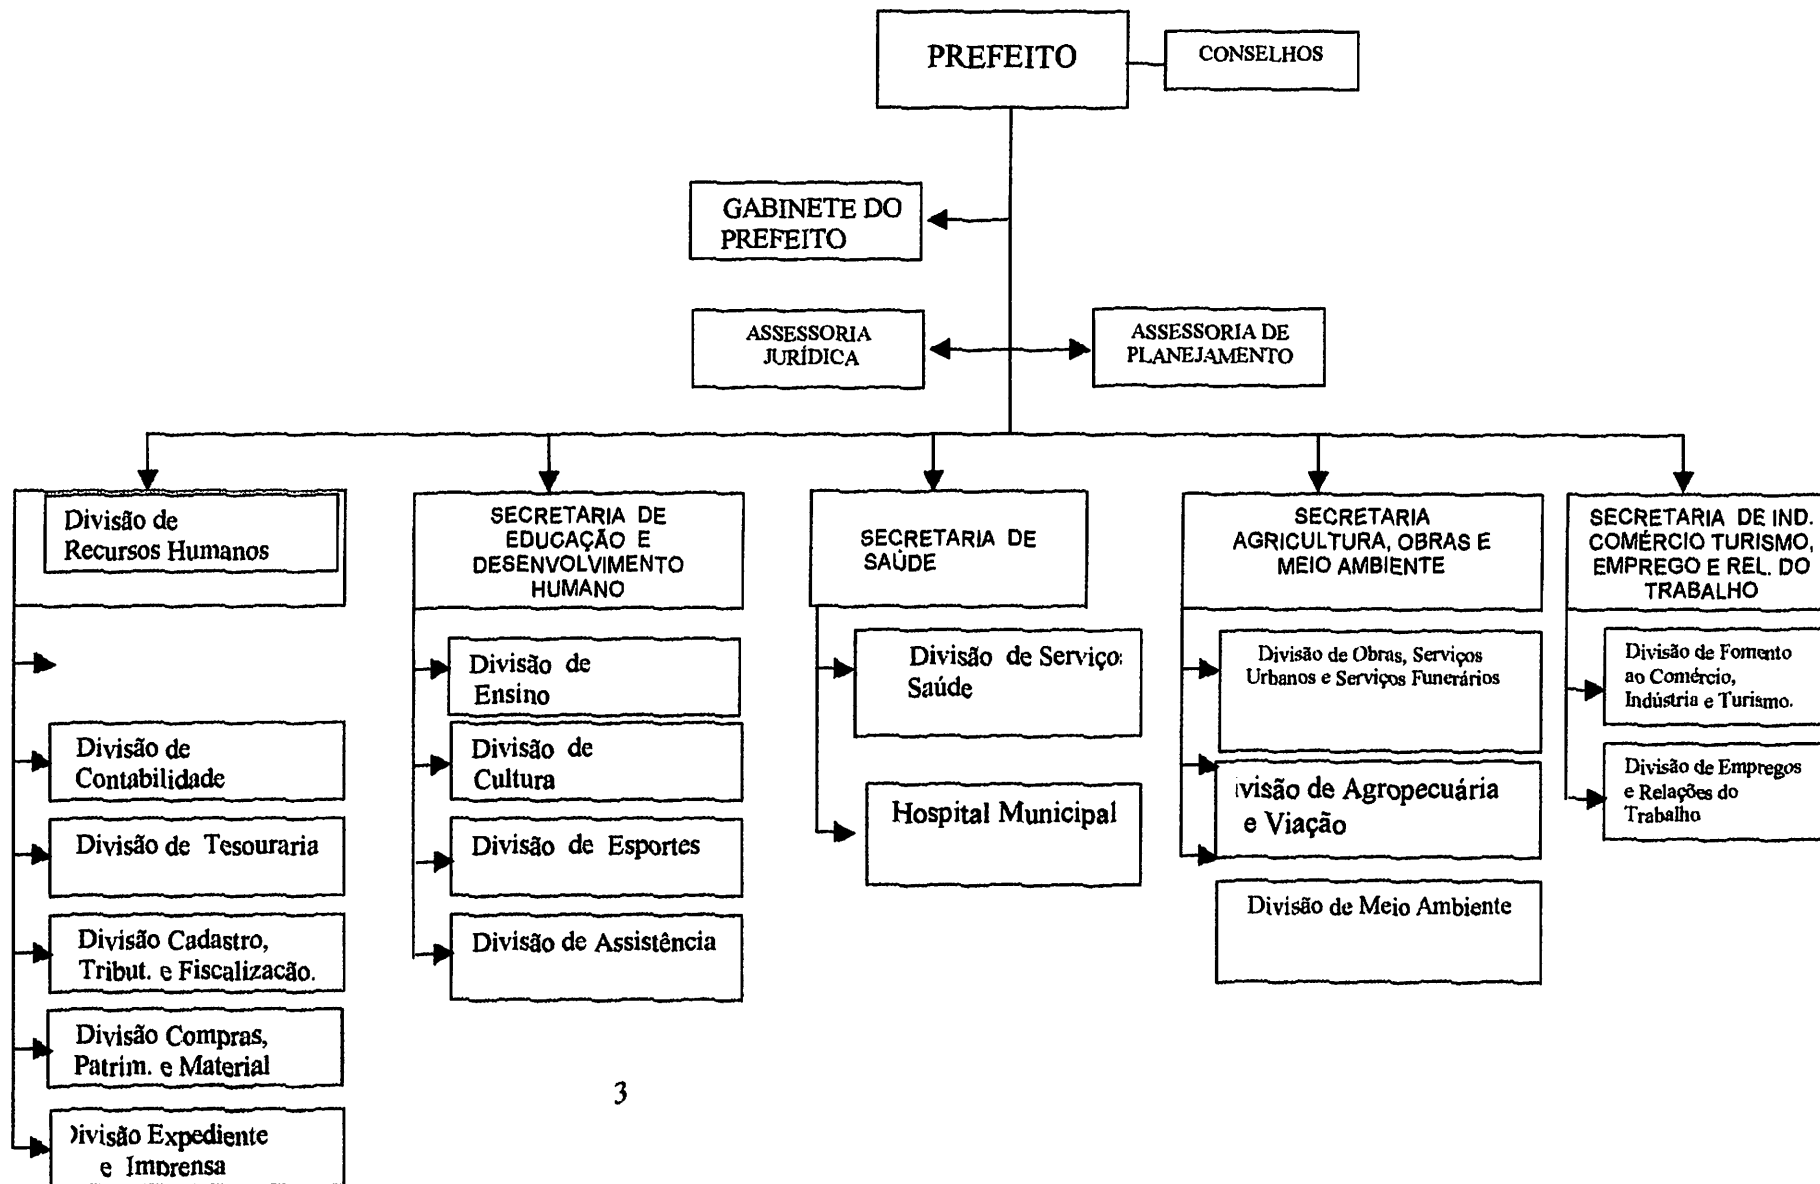 PREFEITO
CONSELHOS
GABINETE DO
PREFEITO
ASSESSORIA
JURÍDICA
ASSESSORIA DE
PLANEJAMENTO
Divisão de
Recursos Humanos
Divisão de
Contabilidade
Divisão de Tesouraria
Divisão Cadastro,
Tribut. e Fiscalização.
Divisão Compras,
Patrim. e Material
ivisão Expediente
e Imprensa
SECRETARIA DE
EDUCAÇÃO E
DESENVOLVIMENTO
HUMANO
Divisão de
Ensino
Divisão de
Cultura
Divisão de Esportes
Divisão de Assistência
SECRETARIA DE
SAÚDE
Divisão de Serviço
Saúde
Hospital Municipal
SECRETARIA
AGRICULTURA, OBRAS E
MEIO AMBIENTE
Divisão de Obras, Serviços
Urbanos e Serviços Funerários
ivisão de Agropecuária
e Viação
Divisão de Meio Ambiente
SECRETARIA DE IND.
COMÉRCIO TURISMO,
EMPREGO E REL. DO
TRABALHO
Divisão de Fomento
ao Comércio,
Indústria e Turismo.
Divisão de Empregos
e Relações do
Trabalho
3